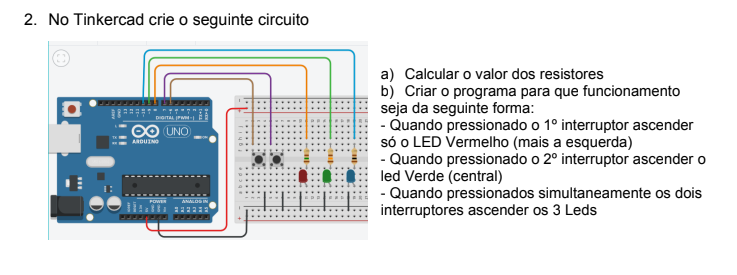 2. No Tinkercad crie o seguinte circuito
a) Calcular o valor dos resistores
b) Criar o programa para que funcionamento
seja da seguinte forma:
- Quando pressionado o 1º interruptor ascender
só o LED Vermelho (mais a esquerda)
- Quando pressionado o 2º interruptor ascender o
led Verde (central)
- Quando pressionados simultaneamente os dois
interruptores ascender os 3 Leds
DIGITAL (PWM~)
UNO
ARDUINO
POWER
ANALOG IN